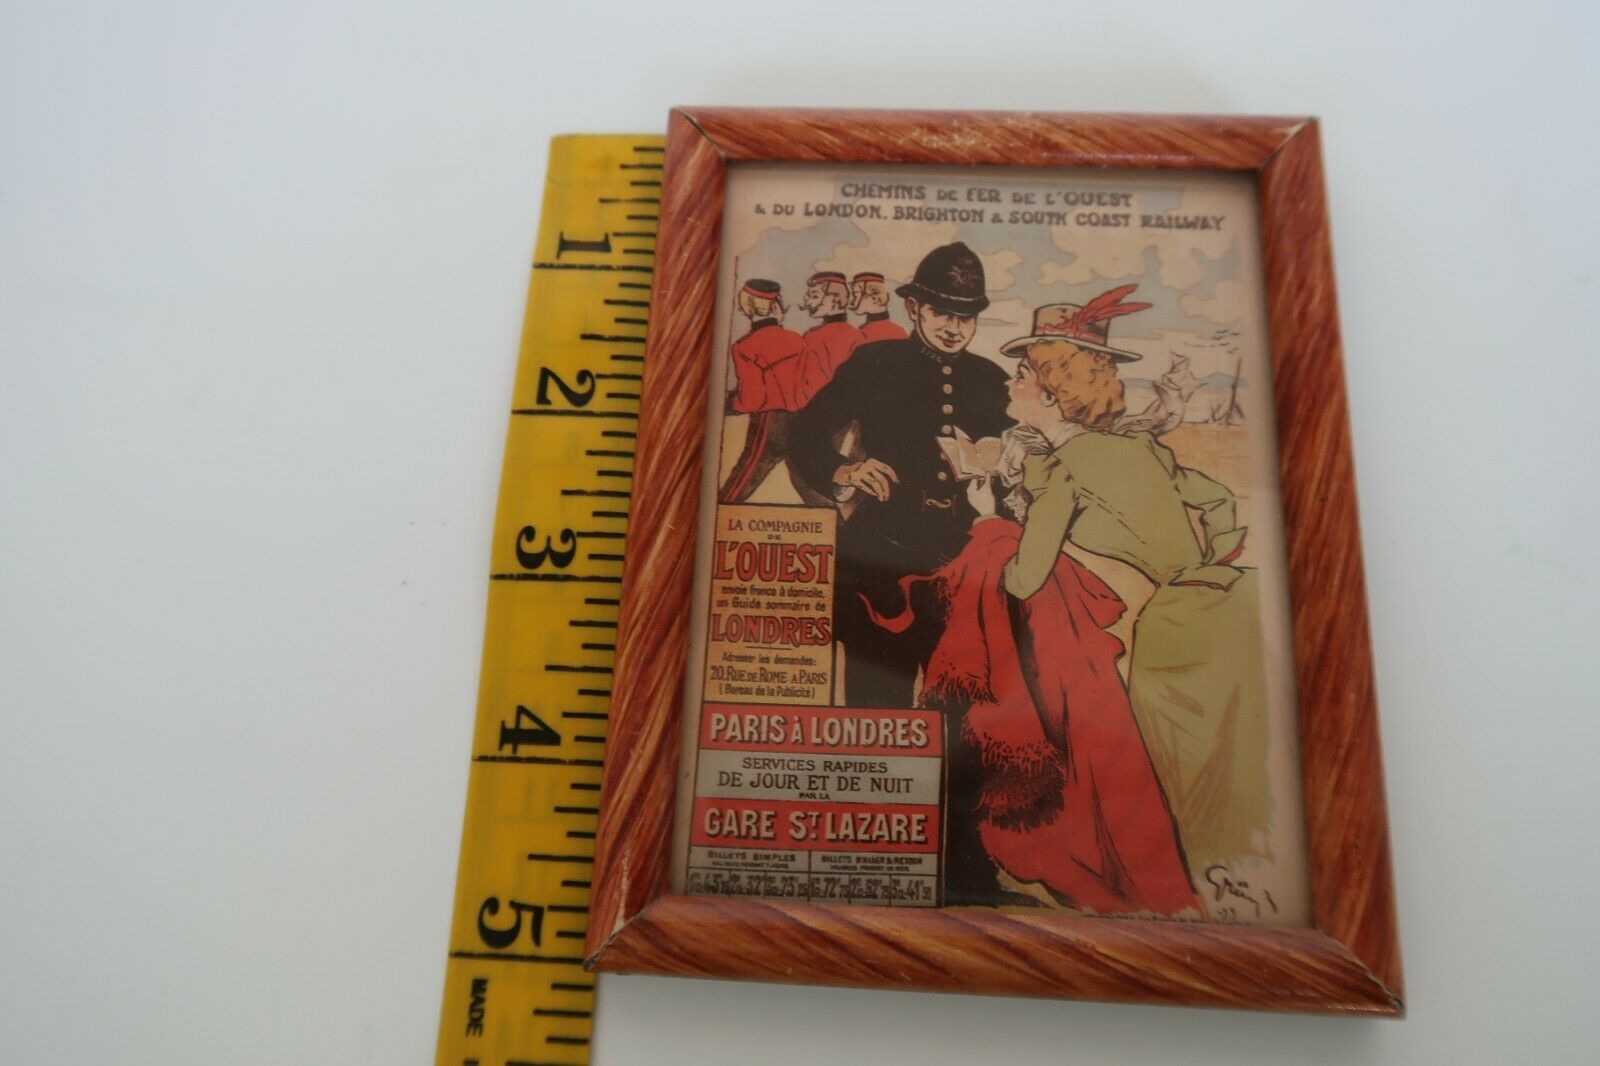 1
2
3
4
5
MADE
CHEMINS DE FER DE L'OUEST
& DU LONDON, BRIGHTON & SOUTH COAST RAILWAY
LA COMPAGNIE
DE
L'OUEST
envoie franco à domicile,
un Guide sommaire de
LONDRES
Adresser les demandes:
20, RUE DE ROME A PARIS
(Bureau de la Publicité)
PARIS À LONDRES
SERVICES RAPIDES
DE JOUR ET DE NUIT
PAR LA
GARE ST LAZARE
BILLETS SIMPLES
BILLETS D'ALLER & RETOUR
Grün